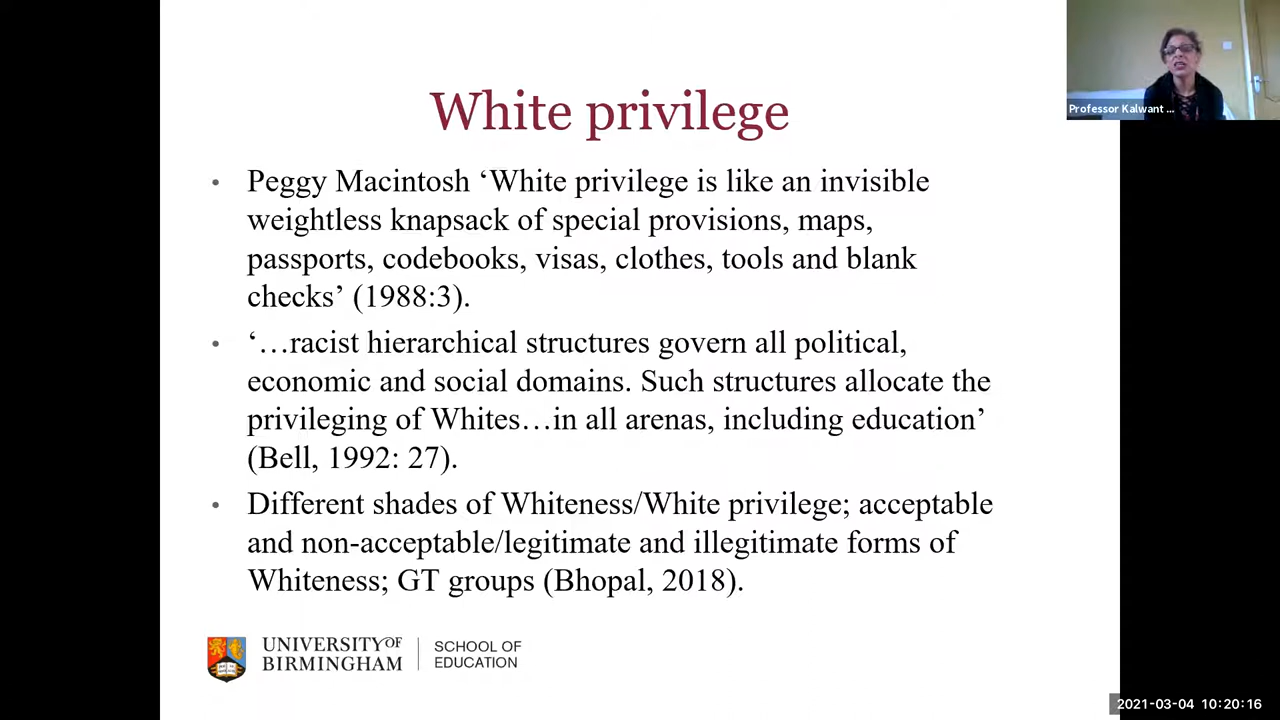 White privilege
Professor Kalwant ...
• Peggy Macintosh ‘White privilege is like an invisible
weightless knapsack of special provisions, maps,
passports, codebooks, visas, clothes, tools and blank
checks’ (1988:3).
• ‘…racist hierarchical structures govern all political,
economic and social domains. Such structures allocate the
privileging of Whites…in all arenas, including education’
(Bell, 1992: 27).
• Different shades of Whiteness/White privilege; acceptable
and non-acceptable/legitimate and illegitimate forms of
Whiteness; GT groups (Bhopal, 2018).
UNIVERSITY OF
BIRMINGHAM
SCHOOL OF
EDUCATION
2021-03-04 10:20:16